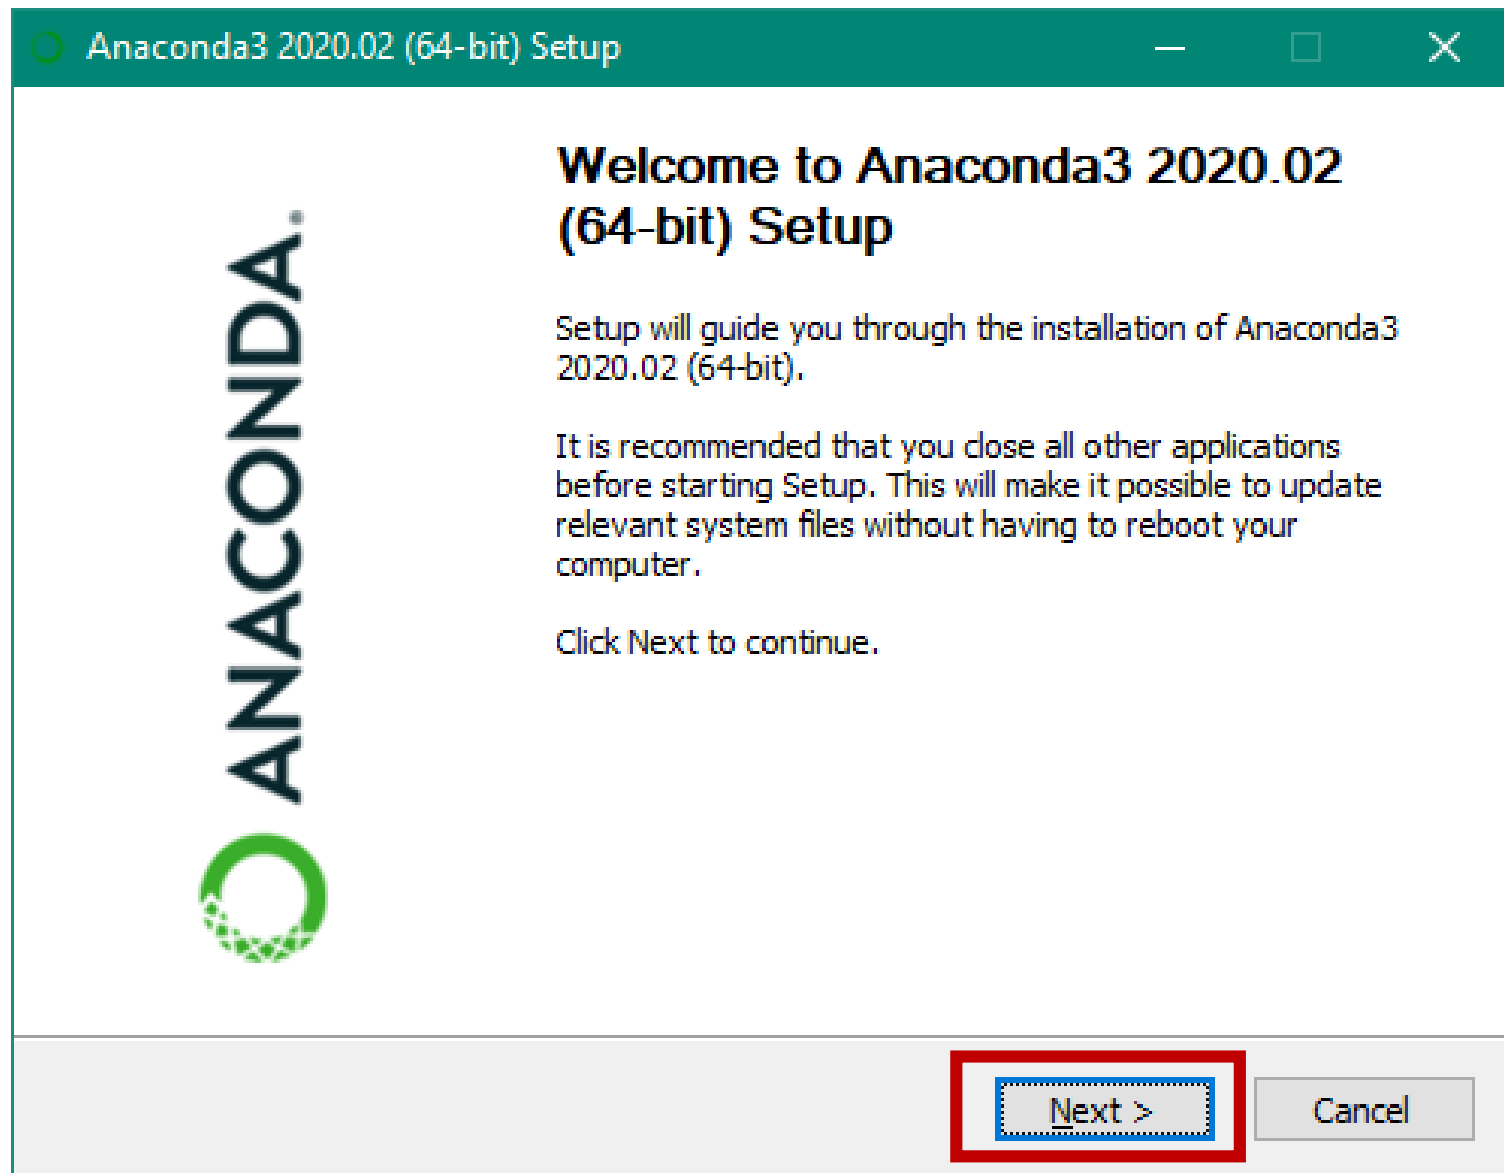 Anaconda3 2020.02 (64-bit) Setup
ANACONDA.
Welcome to Anaconda3 2020.02
(64-bit) Setup
Setup will guide you through the installation of Anaconda3
2020.02 (64-bit).
It is recommended that you close all other applications
before starting Setup. This will make it possible to update
relevant system files without having to reboot your
computer.
Click Next to continue.
Next >
Cancel